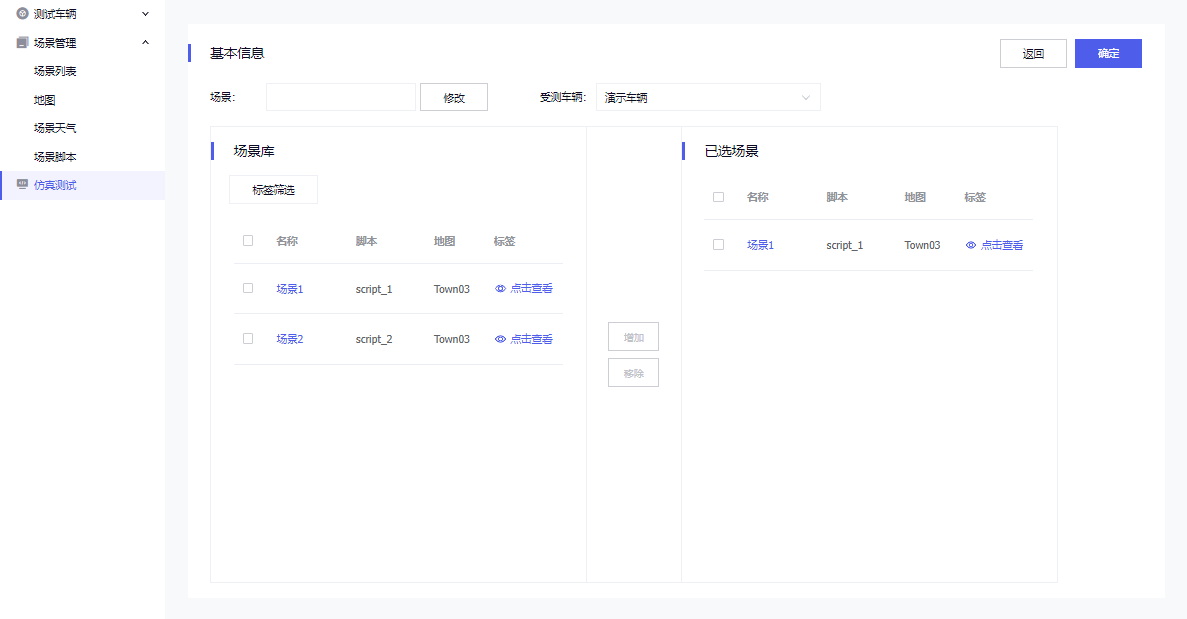 测试车辆
场景管理
场景列表
地图
场景天气
场景脚本
仿真测试
基本信息
返回
确定
场景:
修改
受测车辆:
演示车辆
场景库
标签筛选
名称 脚本 地图 标签
场景1 script_1 Town03 点击查看
场景2 script_2 Town03 点击查看
增加
移除
已选场景
名称 脚本 地图 标签
场景1 script_1 Town03 点击查看